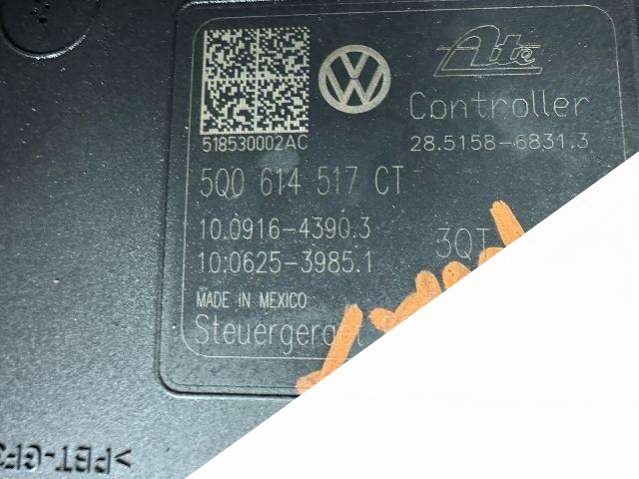 Ate
Controller
518530002AC
28.5158-6831.3
5Q0 614 517 CT
10.0916-4390.3
3QT
10.0625-3985.1
MADE IN MEXICO
Steuergerät